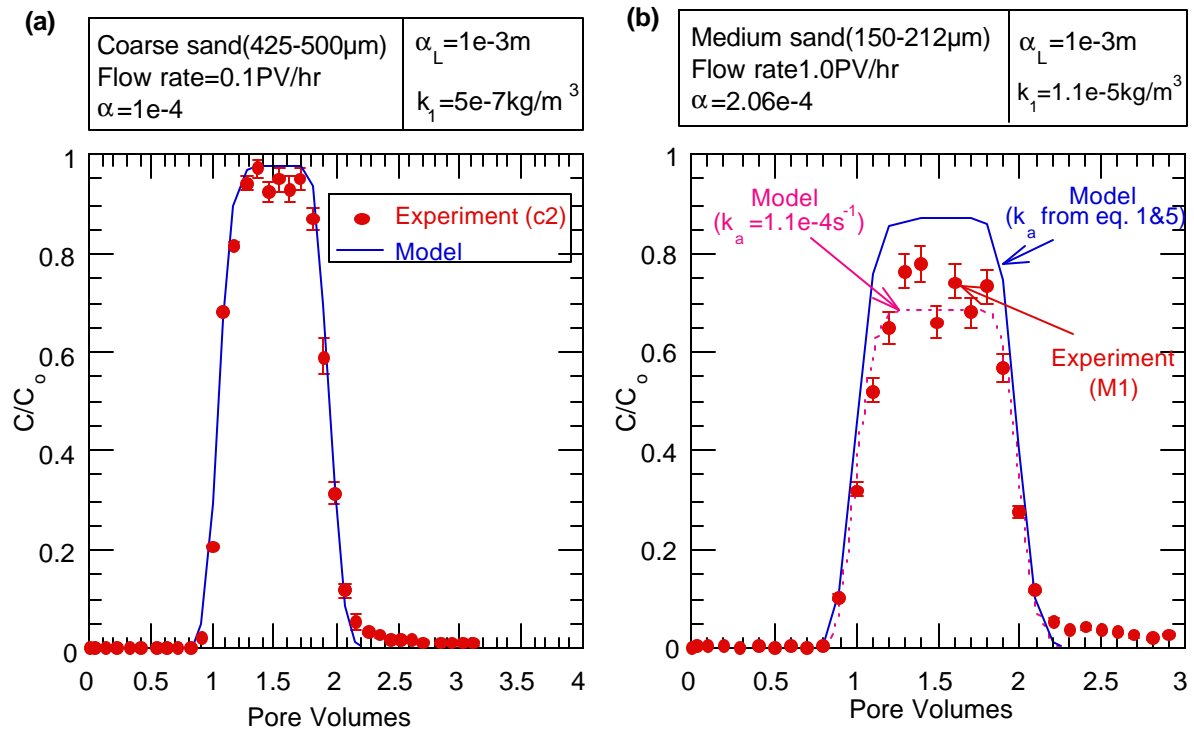 (a)
Coarse sand(425-500µm)
Flow rate=0.1PV/hr
α=1e-4
α_L=1e-3m
k_1=5e-7kg/m^3
1
0.8
0.6
0.4
0.2
0
C/C_o
Experiment (c2)
Model
0 0.5 1 1.5 2 2.5 3 3.5 4
Pore Volumes
(b)
Medium sand(150-212µm)
Flow rate1.0PV/hr
α=2.06e-4
α_L=1e-3m
k_1=1.1e-5kg/m^3
1
0.8
0.6
0.4
0.2
0
C/C_o
Model
(k_a=1.1e-4s^-1)
Model
(k_a from eq. 1&5)
Experiment
(M1)
0 0.5 1 1.5 2 2.5 3
Pore Volumes